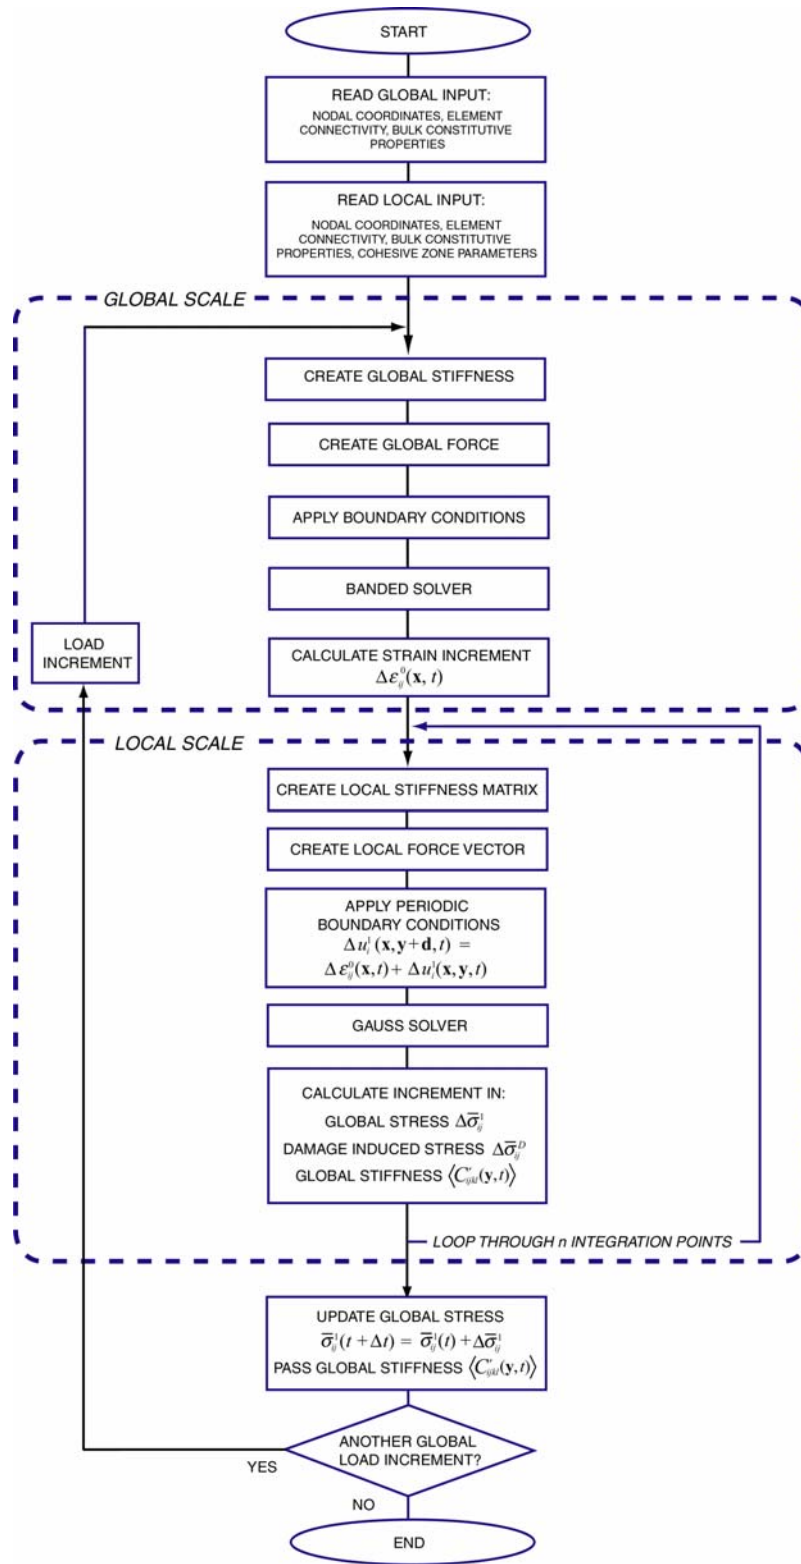 START
READ GLOBAL INPUT:
NODAL COORDINATES, ELEMENT
CONNECTIVITY, BULK CONSTITUTIVE
PROPERTIES
READ LOCAL INPUT:
NODAL COORDINATES, ELEMENT
CONNECTIVITY, BULK CONSTITUTIVE
PROPERTIES, COHESIVE ZONE PARAMETERS
GLOBAL SCALE
CREATE GLOBAL STIFFNESS
CREATE GLOBAL FORCE
APPLY BOUNDARY CONDITIONS
BANDED SOLVER
LOAD
INCREMENT
CALCULATE STRAIN INCREMENT
Δε⁰ᵢⱼ(x, t)
LOCAL SCALE
CREATE LOCAL STIFFNESS MATRIX
CREATE LOCAL FORCE VECTOR
APPLY PERIODIC
BOUNDARY CONDITIONS
Δu¹ᵢ(x, y+d, t) =
Δε⁰ᵢⱼ(x,t) + Δu¹ᵢ(x, y, t)
GAUSS SOLVER
CALCULATE INCREMENT IN:
GLOBAL STRESS Δσ̄¹ᵢⱼ
DAMAGE INDUCED STRESS Δσ̄ᴰᵢⱼ
GLOBAL STIFFNESS ⟨C′ᵢⱼₖₗ(y,t)⟩
LOOP THROUGH n INTEGRATION POINTS
UPDATE GLOBAL STRESS
σ̄¹ᵢⱼ(t + Δt) = σ̄¹ᵢⱼ(t) + Δσ̄¹ᵢⱼ
PASS GLOBAL STIFFNESS ⟨C′ᵢⱼₖₗ(y,t)⟩
ANOTHER GLOBAL
LOAD INCREMENT?
YES
NO
END